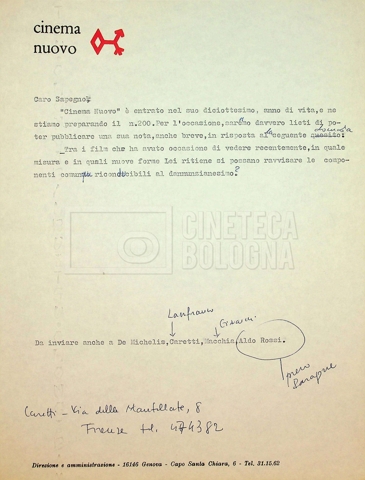 cinema
nuovo
Caro Sapegno,
"Cinema Nuovo" è entrato nel suo diciottesimo, anno di vita, e ne
stiamo preparando il n.200. Per l'occasione, saremo davvero lieti di po-
ter pubblicare una sua nota, anche breve, in risposta al seguente domanda
quesito:
_Tra i film che ha avuto occasione di vedere recentemente, in quale
misura e in quali nuove forme Lei ritiene si possano ravvisare le compo-
nenti comunque riconducibili al dannunzianesimo?
CINETECA
BOLOGNA
Lanfranco
Da inviare anche a De Michelis, Caretti, Macchia, Aldo Rossi.
Caretti - Via della Mantellate, 8
Firenze tel. 474382
Direzione e amministrazione - 16146 Genova - Capo Santa Chiara, 6 - Tel. 31.15.62